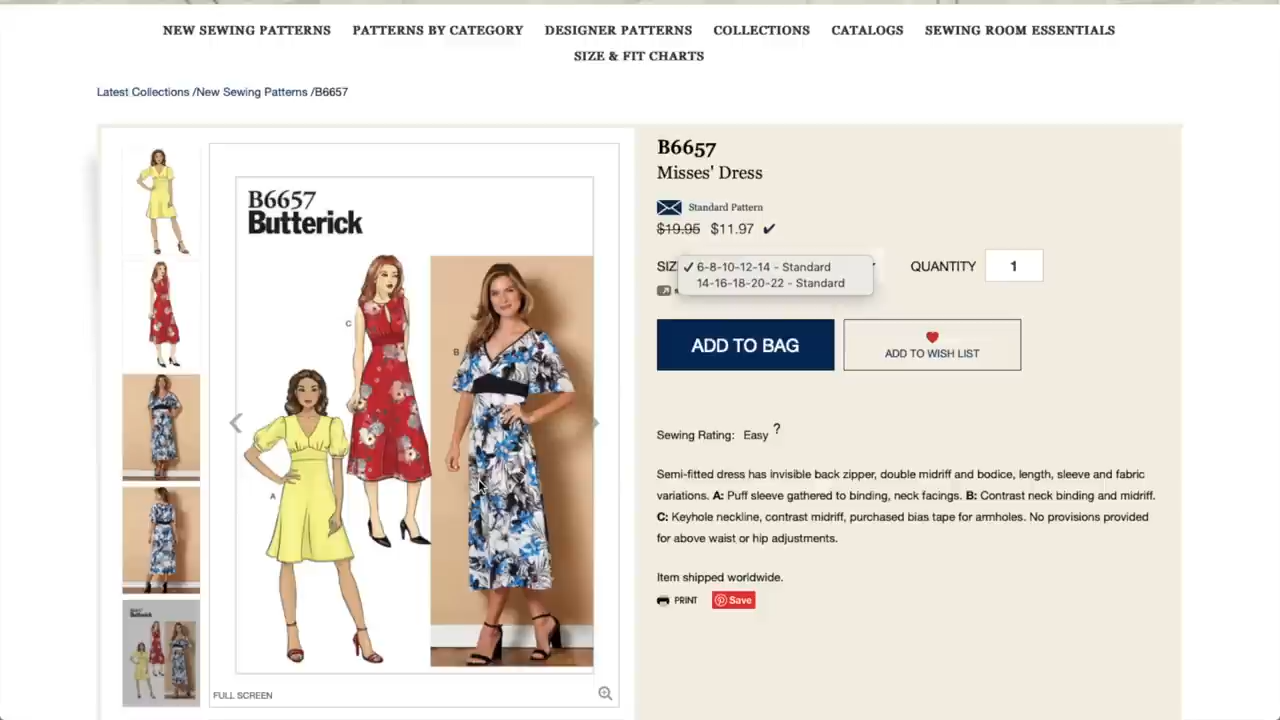 NEW SEWING PATTERNS PATTERNS BY CATEGORY DESIGNER PATTERNS COLLECTIONS CATALOGS SEWING ROOM ESSENTIALS
SIZE & FIT CHARTS
Latest Collections /New Sewing Patterns /B6657
B6657
Butterick
C
B
A
FULL SCREEN
B6657
Misses' Dress
Standard Pattern
$19.95 $11.97 ✓
SIZ
✓ 6-8-10-12-14 - Standard
14-16-18-20-22 - Standard
QUANTITY 1
ADD TO BAG
ADD TO WISH LIST
Sewing Rating: Easy ?
Semi-fitted dress has invisible back zipper, double midriff and bodice, length, sleeve and fabric
variations. A: Puff sleeve gathered to binding, neck facings. B: Contrast neck binding and midriff.
C: Keyhole neckline, contrast midriff, purchased bias tape for armholes. No provisions provided
for above waist or hip adjustments.
Item shipped worldwide.
PRINT Save